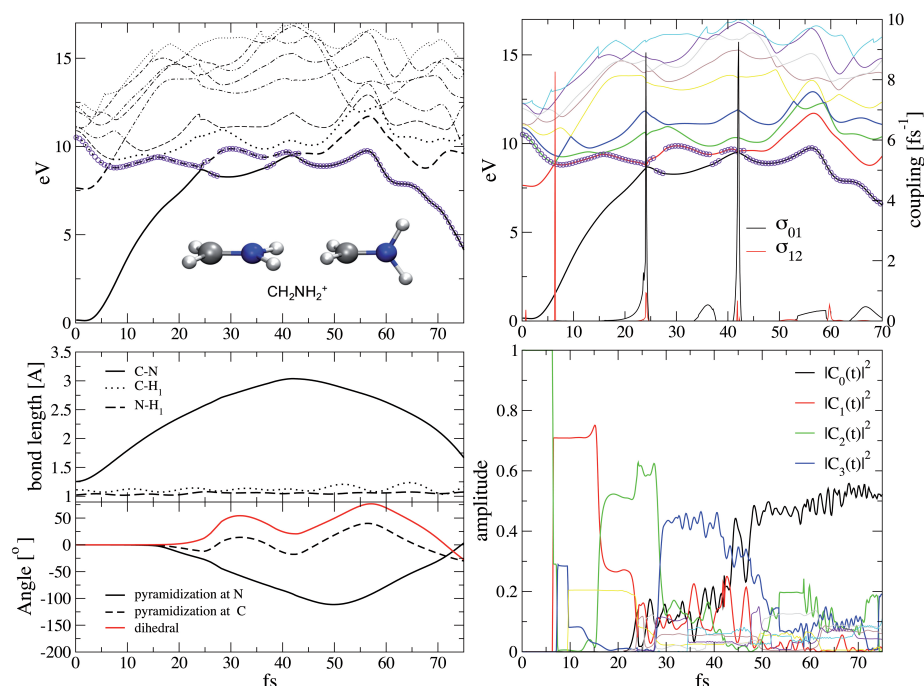 15
10
5
0
eV
0 10 20 30 40 50 60 70
CH₂NH₂⁺
15
10
5
0
eV
10
8
6
4
2
0
coupling [fs⁻¹]
σ₀₁
σ₁₂
0 10 20 30 40 50 60 70
3.5
3
2.5
2
1.5
1
bond length [A]
C-N
C-H₁
N-H₁
50
0
-50
-100
-150
-200
Angle [°]
pyramidization at N
pyramidization at C
dihedral
0 10 20 30 40 50 60 70
fs
1
0.8
0.6
0.4
0.2
0
amplitude
|C₀(t)|²
|C₁(t)|²
|C₂(t)|²
|C₃(t)|²
0 10 20 30 40 50 60 70
fs